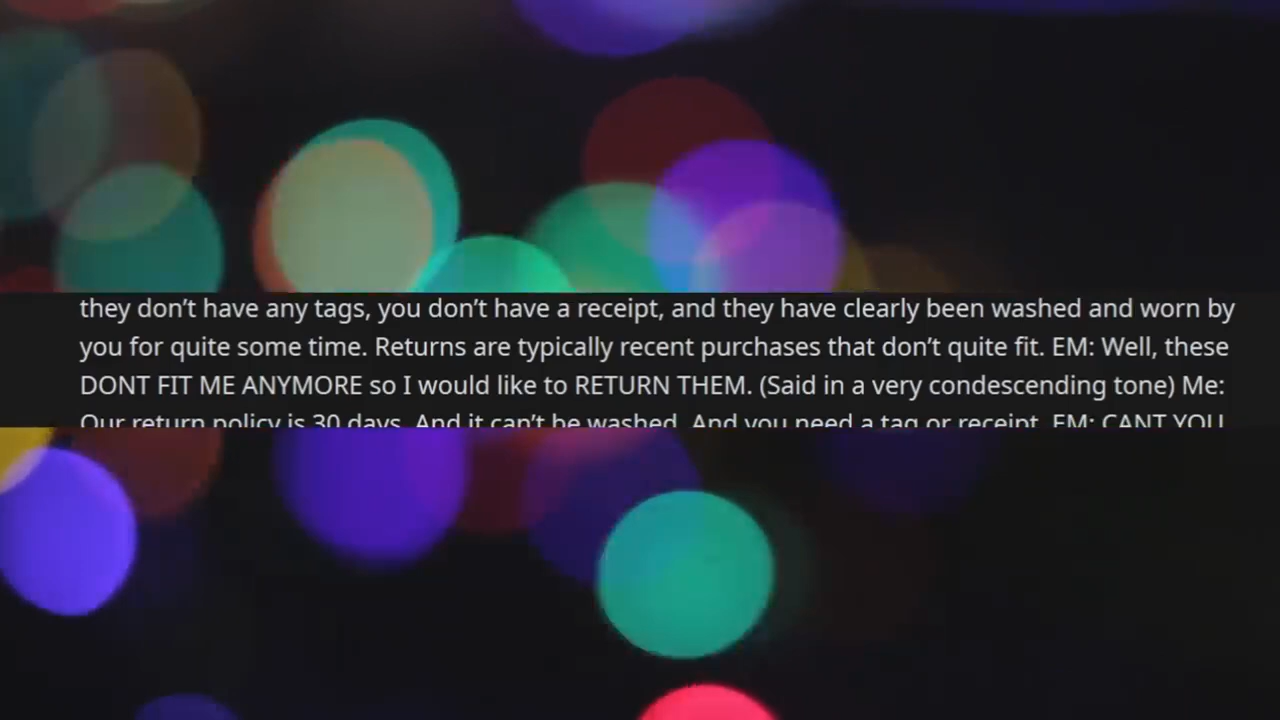 they don’t have any tags, you don’t have a receipt, and they have clearly been washed and worn by
you for quite some time. Returns are typically recent purchases that don’t quite fit. EM: Well, these
DONT FIT ME ANYMORE so I would like to RETURN THEM. (Said in a very condescending tone) Me:
Our return policy is 30 days. And it can’t be washed. And you need a tag or receipt. EM: CANT YOU